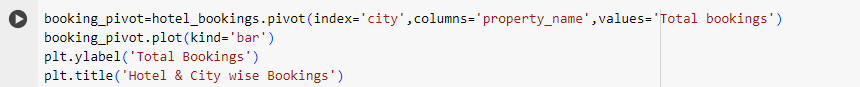 booking_pivot=hotel_bookings.pivot(index='city',columns='property_name',values='Total bookings')
booking_pivot.plot(kind='bar')
plt.ylabel('Total Bookings')
plt.title('Hotel & City wise Bookings')